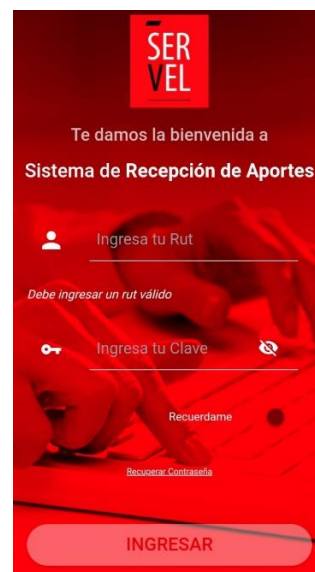 SER
VEL
Te damos la bienvenida a
Sistema de Recepción de Aportes
Ingresa tu Rut
Debe ingresar un rut válido
Ingresa tu Clave
Recuerdame
Recuperar Contraseña
INGRESAR